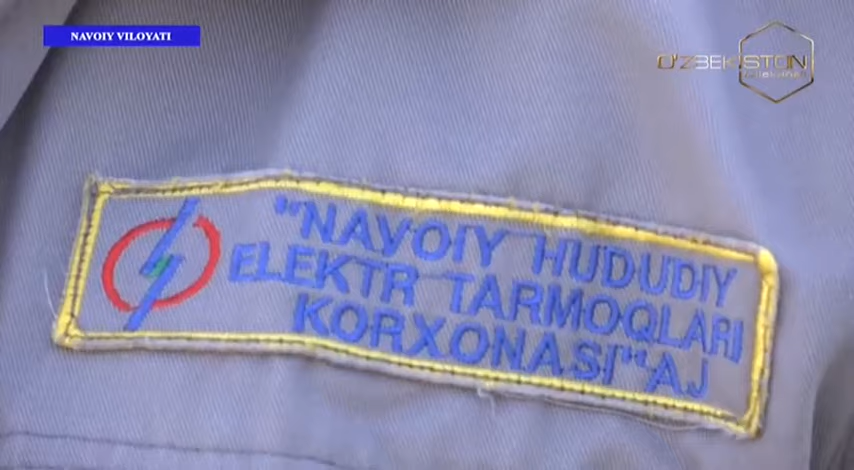 NAVOIY VILOYATI
O'ZBEKISTON
"NAVOIY HUDUDIY
ELEKTR TARMOQLARI
KORXONASI" AJ